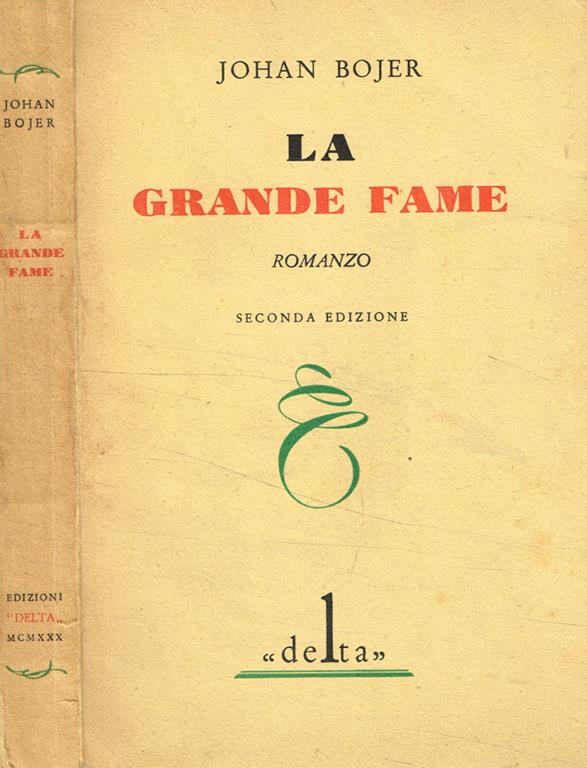 JOHAN
BOJER
LA
GRANDE
FAME
EDIZIONI
"DELTA„
MCMXXX
JOHAN BOJER
LA
GRANDE FAME
ROMANZO
SECONDA EDIZIONE
“delta”